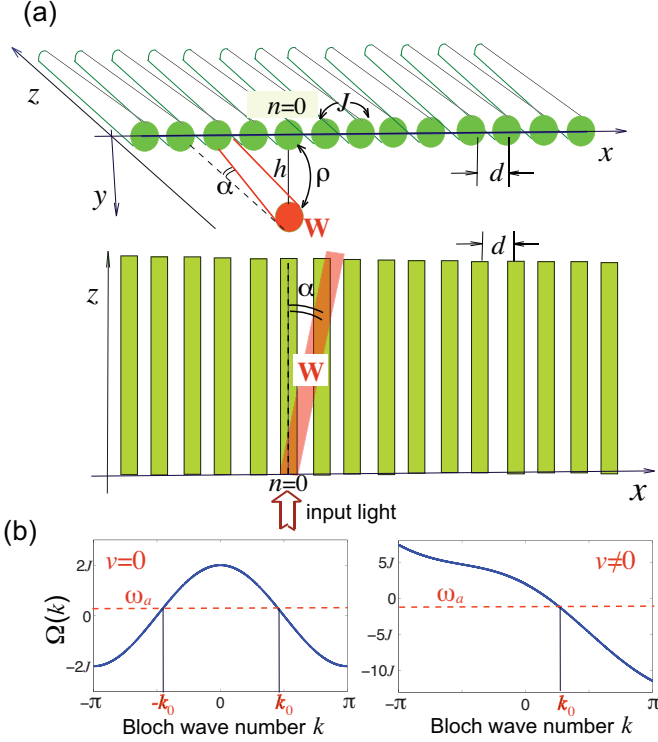 (a)
z
n=0
J
x
α
h
ρ
d
y
W
d
z
α
W
n=0
x
input light
(b)
v=0
v≠0
2J
5J
ωa
ωa
0
0
Ω(k)
-5J
-2J
-10J
-π
-k0
0
k0
π
-π
0
k0
π
Bloch wave number k
Bloch wave number k